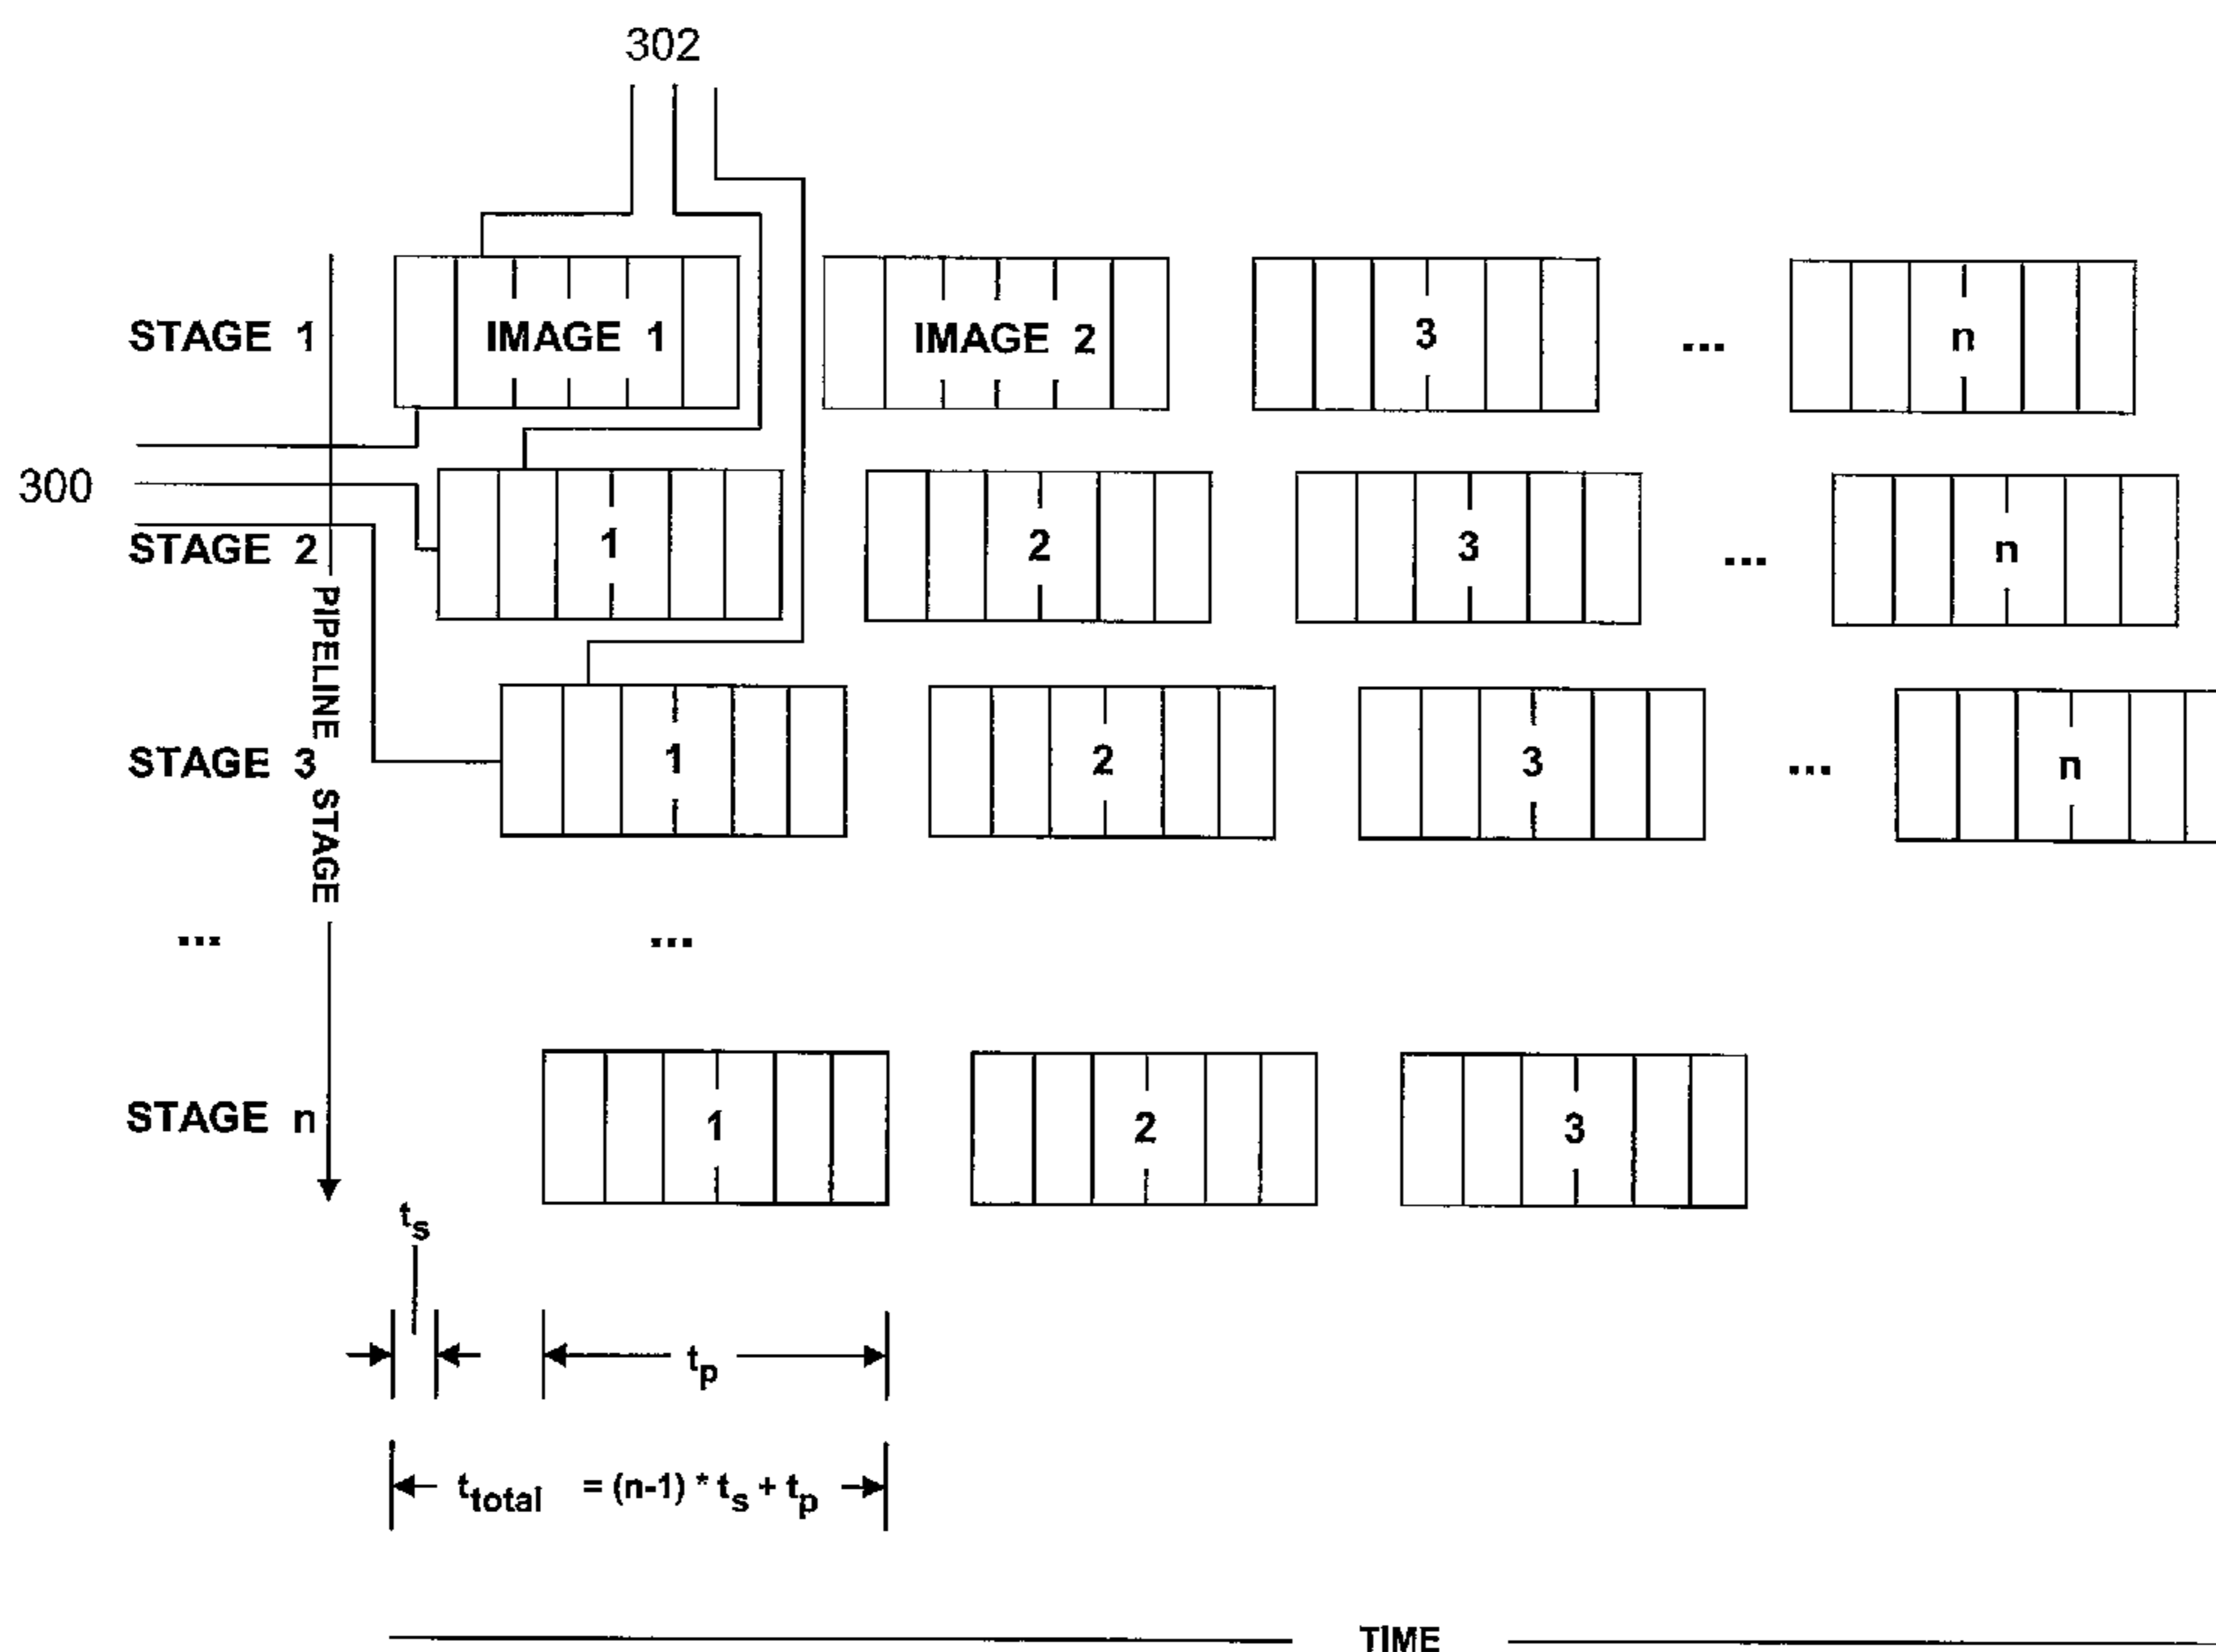 302
STAGE 1 IMAGE 1 IMAGE 2 3 ... n
300
STAGE 2 1 2 3 ... n
PIPELINE STAGE
STAGE 3 1 2 3 ... n
... ...
STAGE n 1 2 3
ts
tp
ttotal = (n-1) * ts + tp
TIME